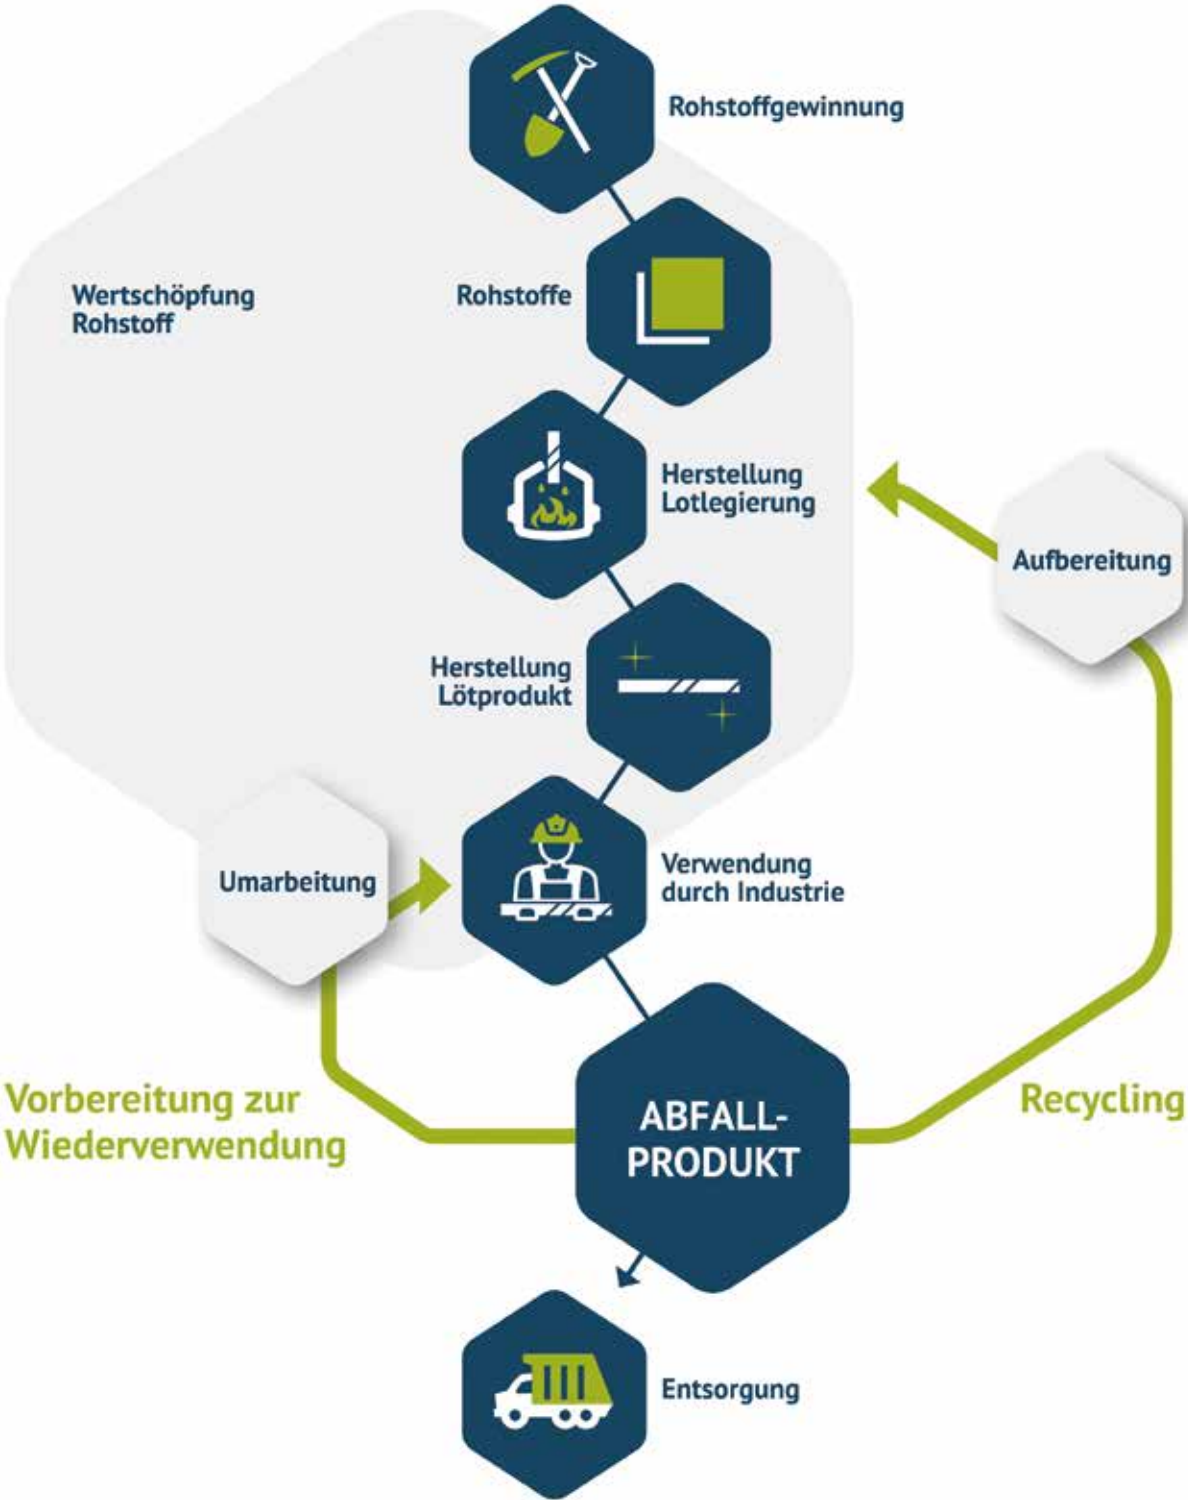 Rohstoffgewinnung
Wertschöpfung
Rohstoff
Rohstoffe
Herstellung
Lotlegierung
Aufbereitung
Herstellung
Lötprodukt
Umarbeitung
Verwendung
durch Industrie
Vorbereitung zur
Wiederverwendung
ABFALL-
PRODUKT
Recycling
Entsorgung